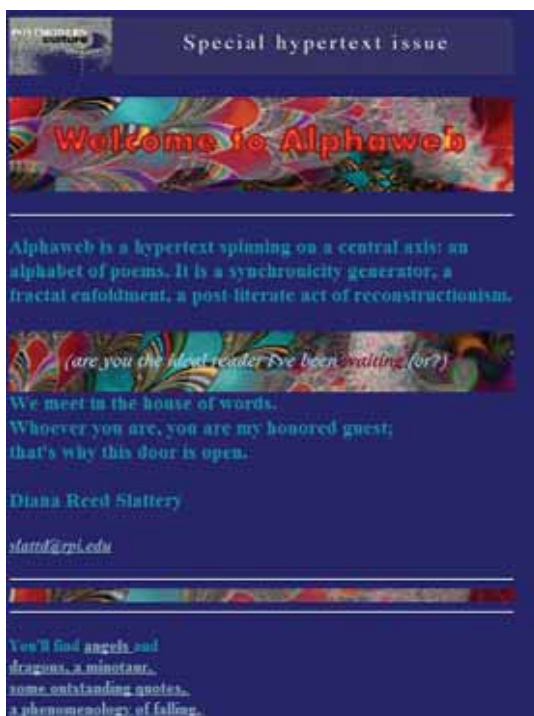 POSTMODERN
culture
Special hypertext issue
Welcome to Alphaweb
Alphaweb is a hypertext spinning on a central axis: an
alphabet of poems. It is a synchronicity generator, a
fractal enfoldment, a post-literate act of reconstructionism.
(are you the ideal reader I've been awaiting for?)
We meet in the house of words.
Whoever you are, you are my honored guest;
that's why this door is open.
Diana Reed Slattery
slattd@rpi.edu
You'll find angels and
dragons, a minotaur,
some outstanding quotes,
a phenomenology of falling,